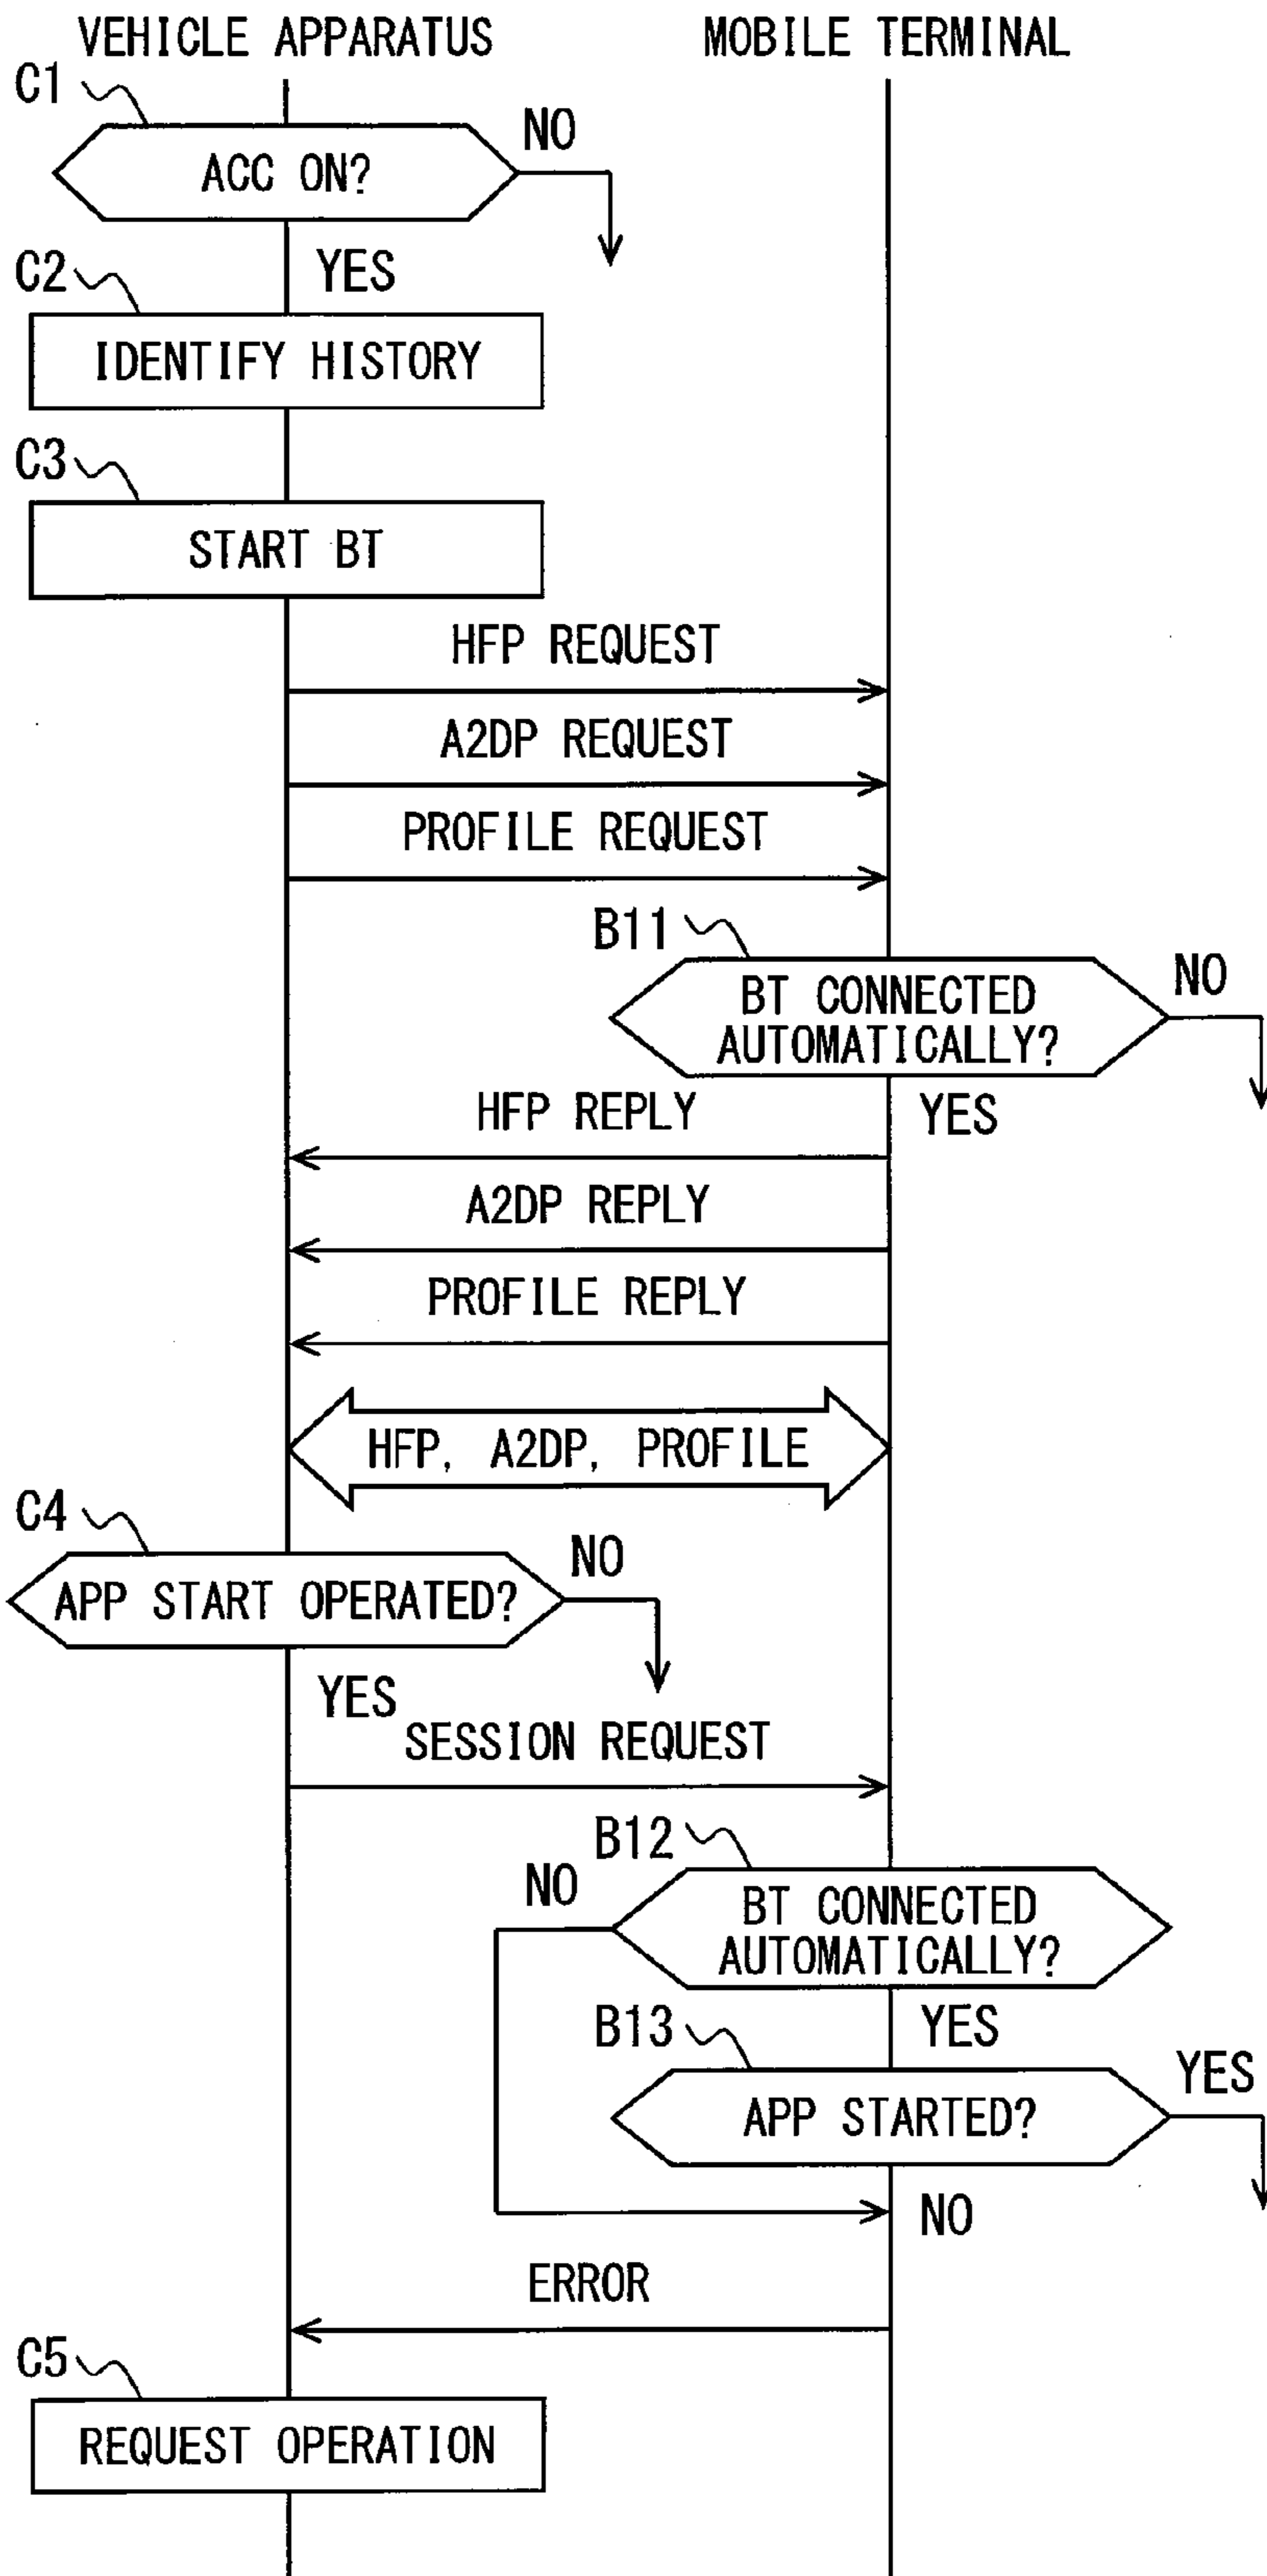 VEHICLE APPARATUS
MOBILE TERMINAL
C1
ACC ON?
NO
YES
C2
IDENTIFY HISTORY
C3
START BT
HFP REQUEST
A2DP REQUEST
PROFILE REQUEST
B11
BT CONNECTED
AUTOMATICALLY?
NO
YES
HFP REPLY
A2DP REPLY
PROFILE REPLY
HFP, A2DP, PROFILE
C4
APP START OPERATED?
NO
YES
SESSION REQUEST
B12
NO
BT CONNECTED
AUTOMATICALLY?
YES
B13
APP STARTED?
YES
NO
ERROR
C5
REQUEST OPERATION